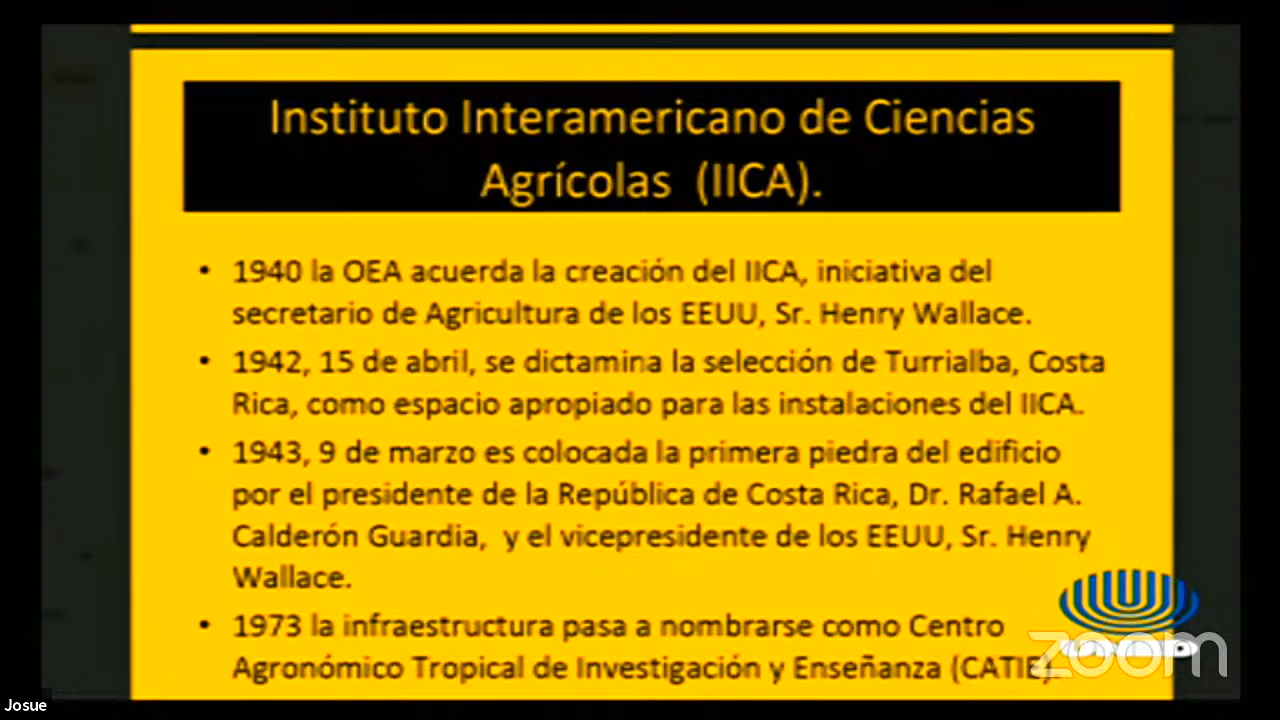 Instituto Interamericano de Ciencias
Agrícolas (IICA).
• 1940 la OEA acuerda la creación del IICA, iniciativa del
secretario de Agricultura de los EEUU, Sr. Henry Wallace.
• 1942, 15 de abril, se dictamina la selección de Turrialba, Costa
Rica, como espacio apropiado para las instalaciones del IICA.
• 1943, 9 de marzo es colocada la primera piedra del edificio
por el presidente de la República de Costa Rica, Dr. Rafael A.
Calderón Guardia, y el vicepresidente de los EEUU, Sr. Henry
Wallace.
• 1973 la infraestructura pasa a nombrarse como Centro
Agronómico Tropical de Investigación y Enseñanza (CATIE).
zoom
Josue